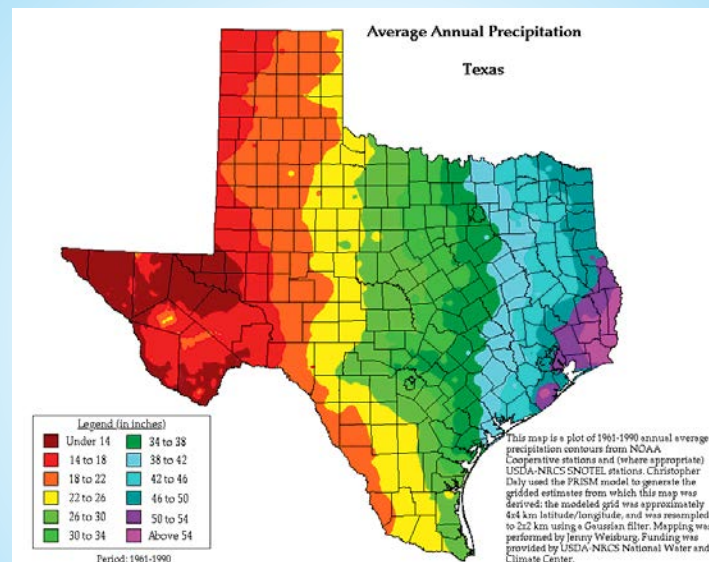 Average Annual Precipitation
Texas
Legend (in inches)
Under 14
14 to 18
18 to 22
22 to 26
26 to 30
30 to 34
34 to 38
38 to 42
42 to 46
46 to 50
50 to 54
Above 54
Period: 1961-1990
This map is a plot of 1961-1990 annual average
precipitation contours from NOAA
Cooperative stations and (where appropriate)
USDA-NRCS SNOTEL stations. Christopher
Daly used the PRISM model to generate the
gridded estimates from which this map was
derived; the modeled grid was approximately
4x4 km latitude/longitude, and was resampled
to 2x2 km using a Gaussian filter. Mapping was
performed by Jenny Weisburg. Funding was
provided by USDA-NRCS National Water and
Climate Center.